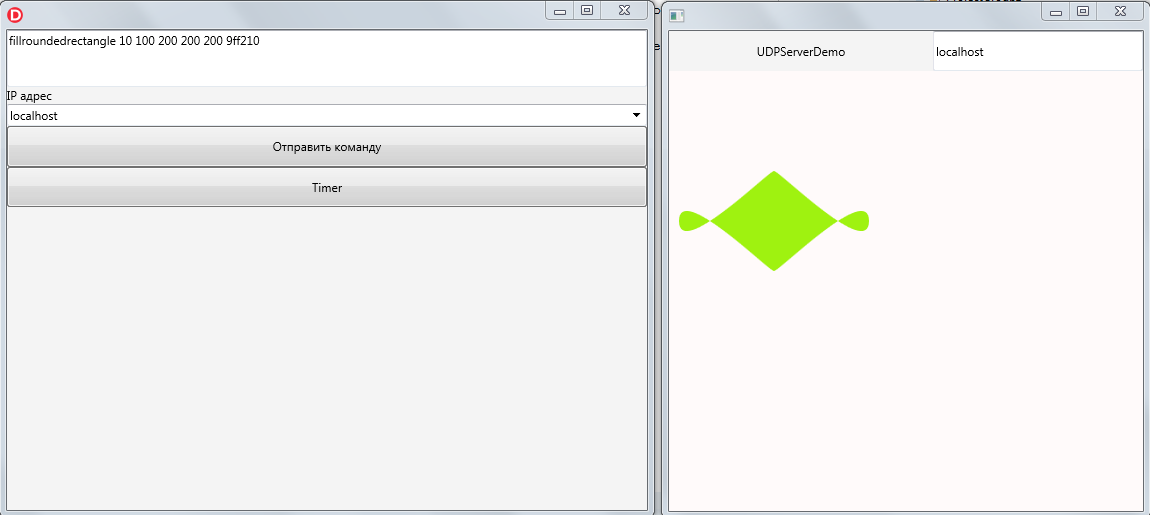 D
fillroundedrectangle 10 100 200 200 200 9ff210
IP адрес
localhost
Отправить команду
Timer
UDPServerDemo
localhost